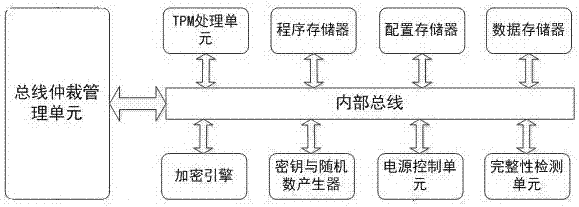 TPM处理单
元
程序存储器
配置存储器
数据存储器
总线仲裁管
理单元
内部总线
加密引擎
密钥与随机
数产生器
电源控制单
元
完整性检测
单元